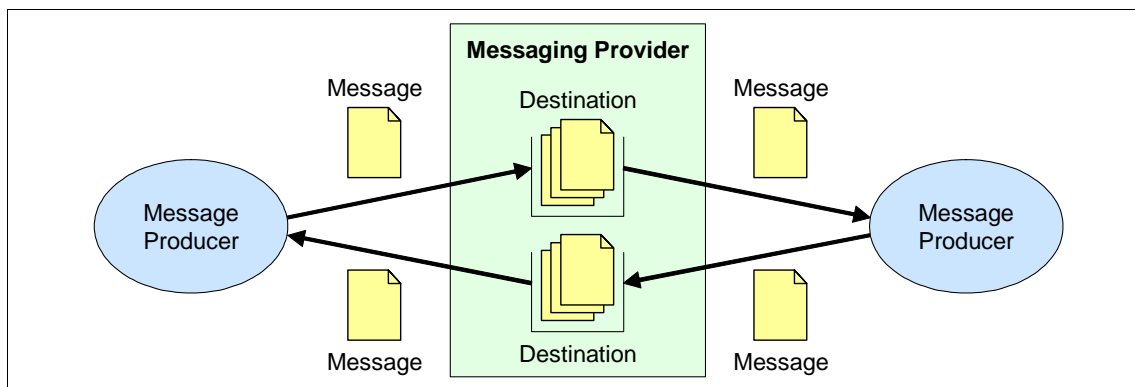 Messaging Provider
Message
Destination
Message
Message
Producer
Message
Producer
Message
Destination
Message